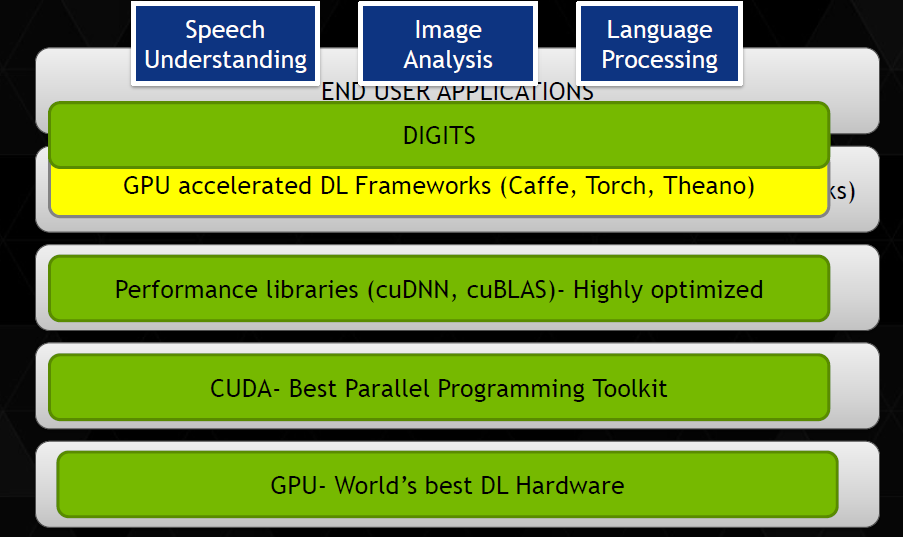 Speech
Understanding
Image
Analysis
Language
Processing
END USER APPLICATIONS
DIGITS
GPU accelerated DL Frameworks (Caffe, Torch, Theano)
ks)
Performance libraries (cuDNN, cuBLAS)- Highly optimized
CUDA- Best Parallel Programming Toolkit
GPU- World’s best DL Hardware